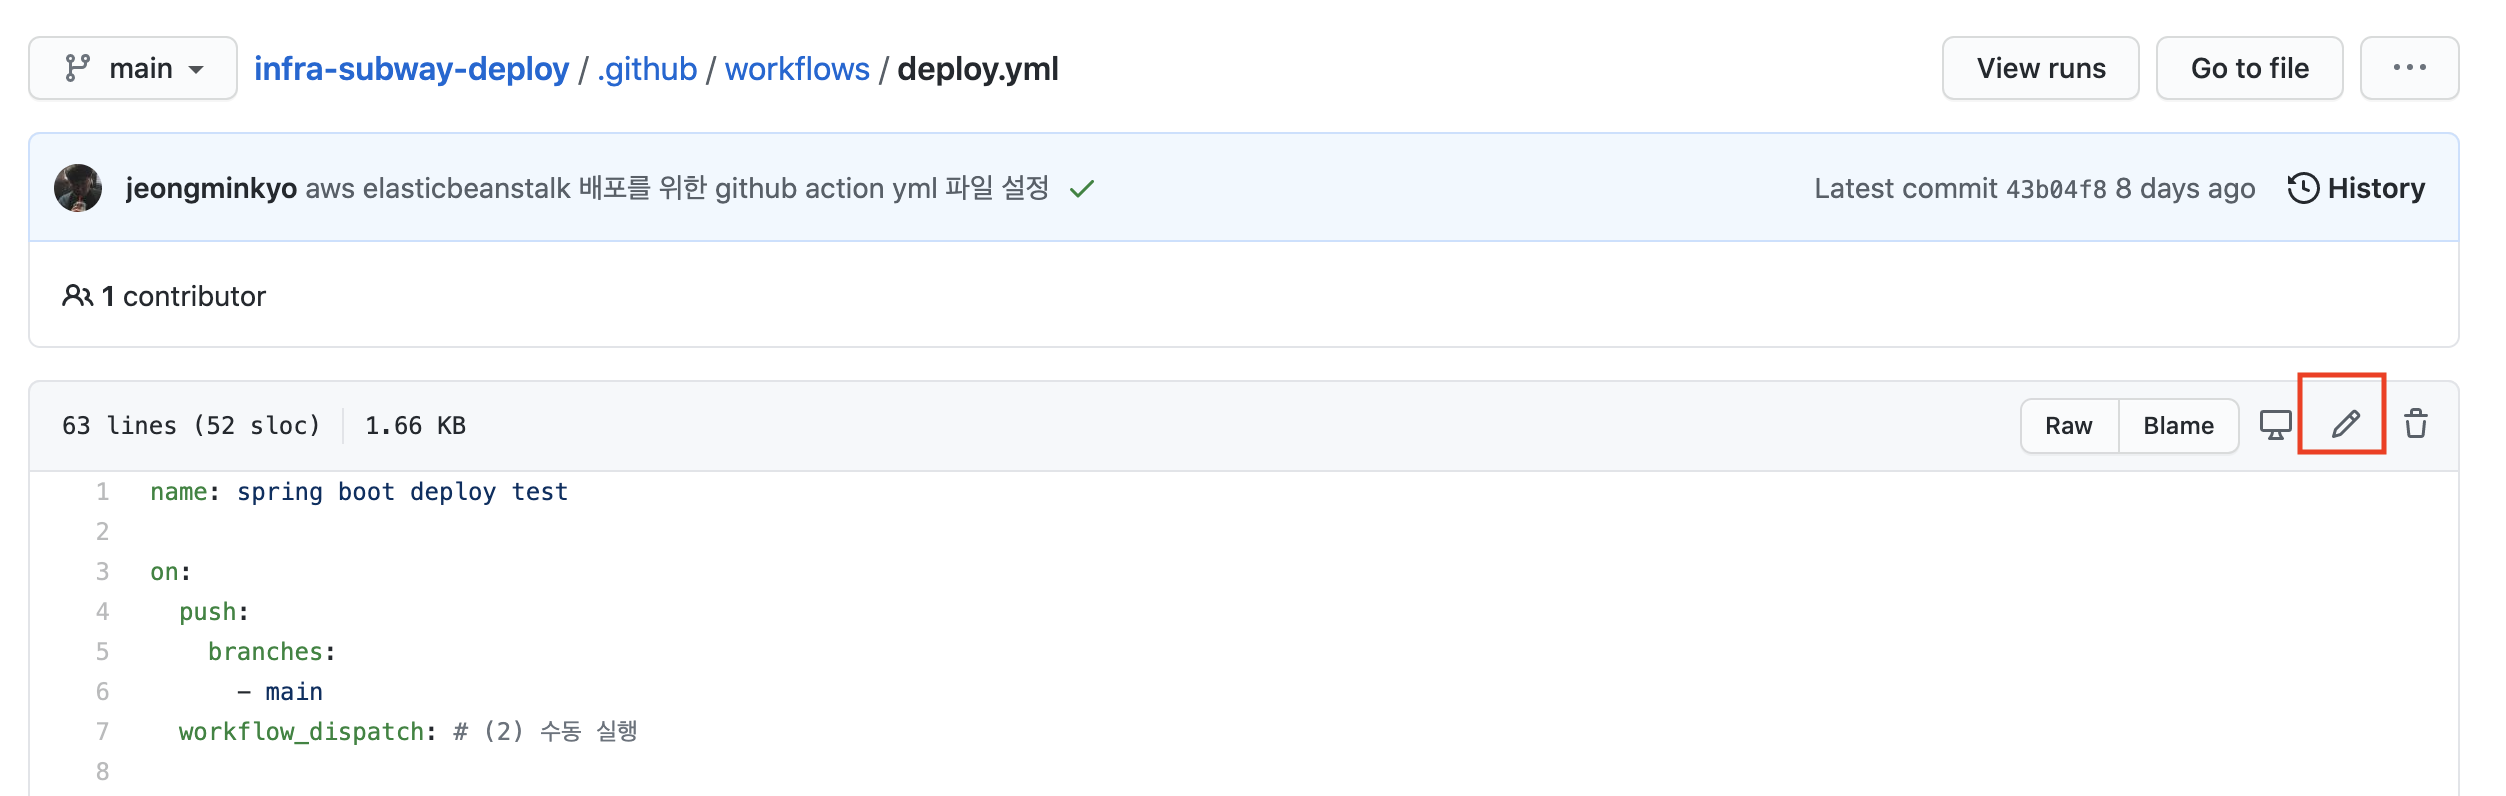 main
infra-subway-deploy / .github / workflows / deploy.yml
View runs
Go to file
...
jeongminkyo aws elasticbeanstalk 배포를 위한 github action yml 파일 설정
Latest commit 43b04f8 8 days ago
History
1 contributor
63 lines (52 sloc) 1.66 KB
Raw
Blame
1 name: spring boot deploy test
2
3 on:
4 push:
5 branches:
6 - main
7 workflow_dispatch: # (2) 수동 실행
8